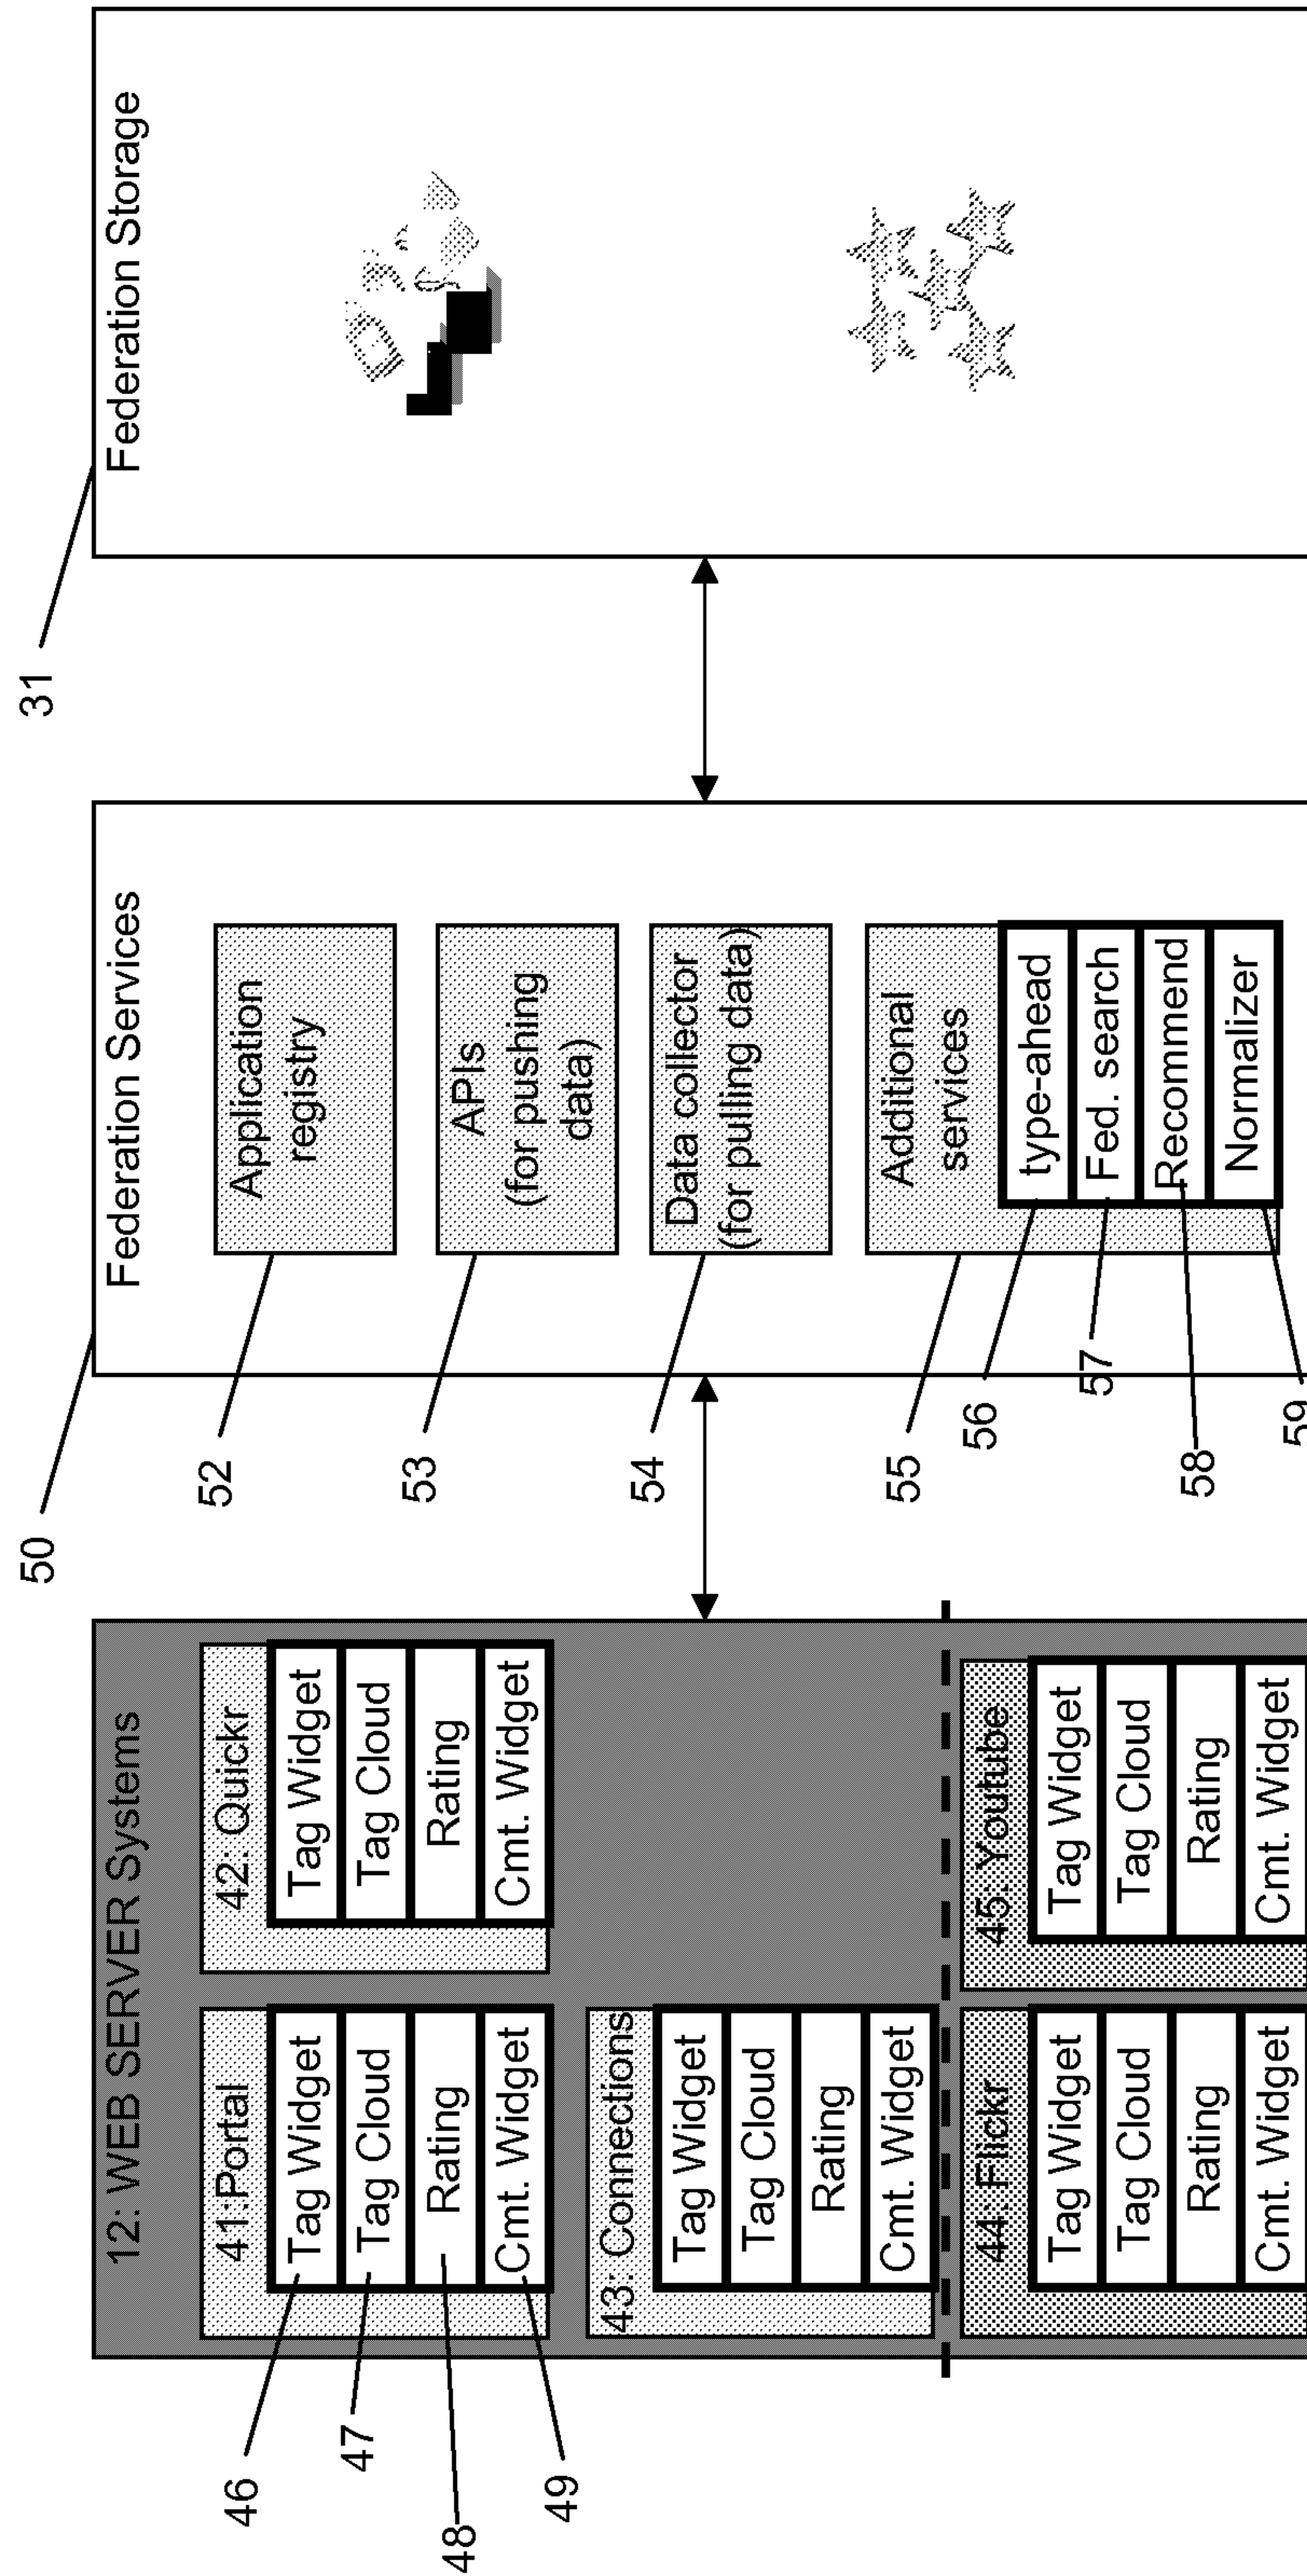 12: WEB SERVER Systems
41:Portal
Tag Widget
Tag Cloud
Rating
Cmt. Widget
42: Quickr
Tag Widget
Tag Cloud
Rating
Cmt. Widget
43: Connections
Tag Widget
Tag Cloud
Rating
Cmt. Widget
44: Flickr
Tag Widget
Tag Cloud
Rating
Cmt. Widget
45: Youtube
Tag Widget
Tag Cloud
Rating
Cmt. Widget
46
47
48
49
50
Federation Services
52
Application
registry
53
APIs
(for pushing
data)
54
Data collector
(for pulling data)
55
Additional
services
56
type-ahead
57
Fed. search
58
Recommend
59
Normalizer
31
Federation Storage